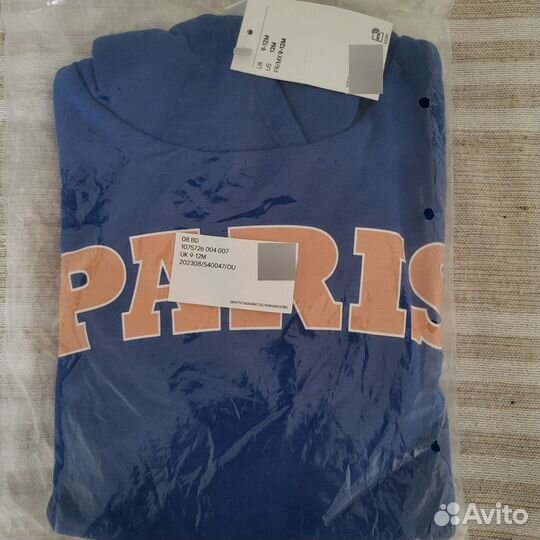 UK 9-12M
US 12M
FR/MX 9-12M
PARIS
08 BD
1075726 004 007
UK 9-12M
202308/540047/OU
Avito